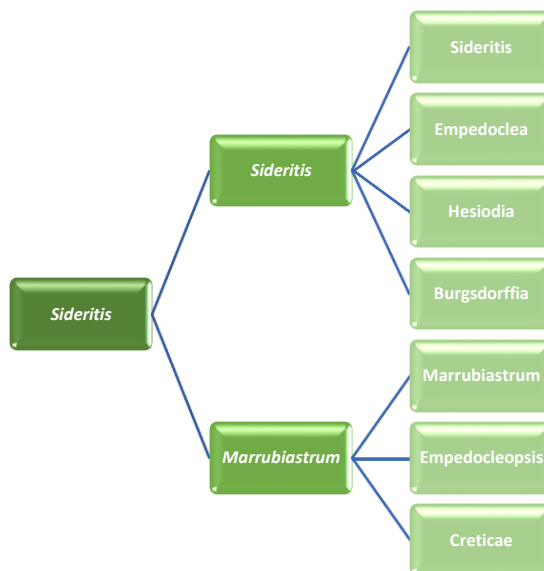 Sideritis
Sideritis
Marrubiastrum
Sideritis
Empedoclea
Hesiodia
Burgsdorffia
Marrubiastrum
Empedocleopsis
Creticae